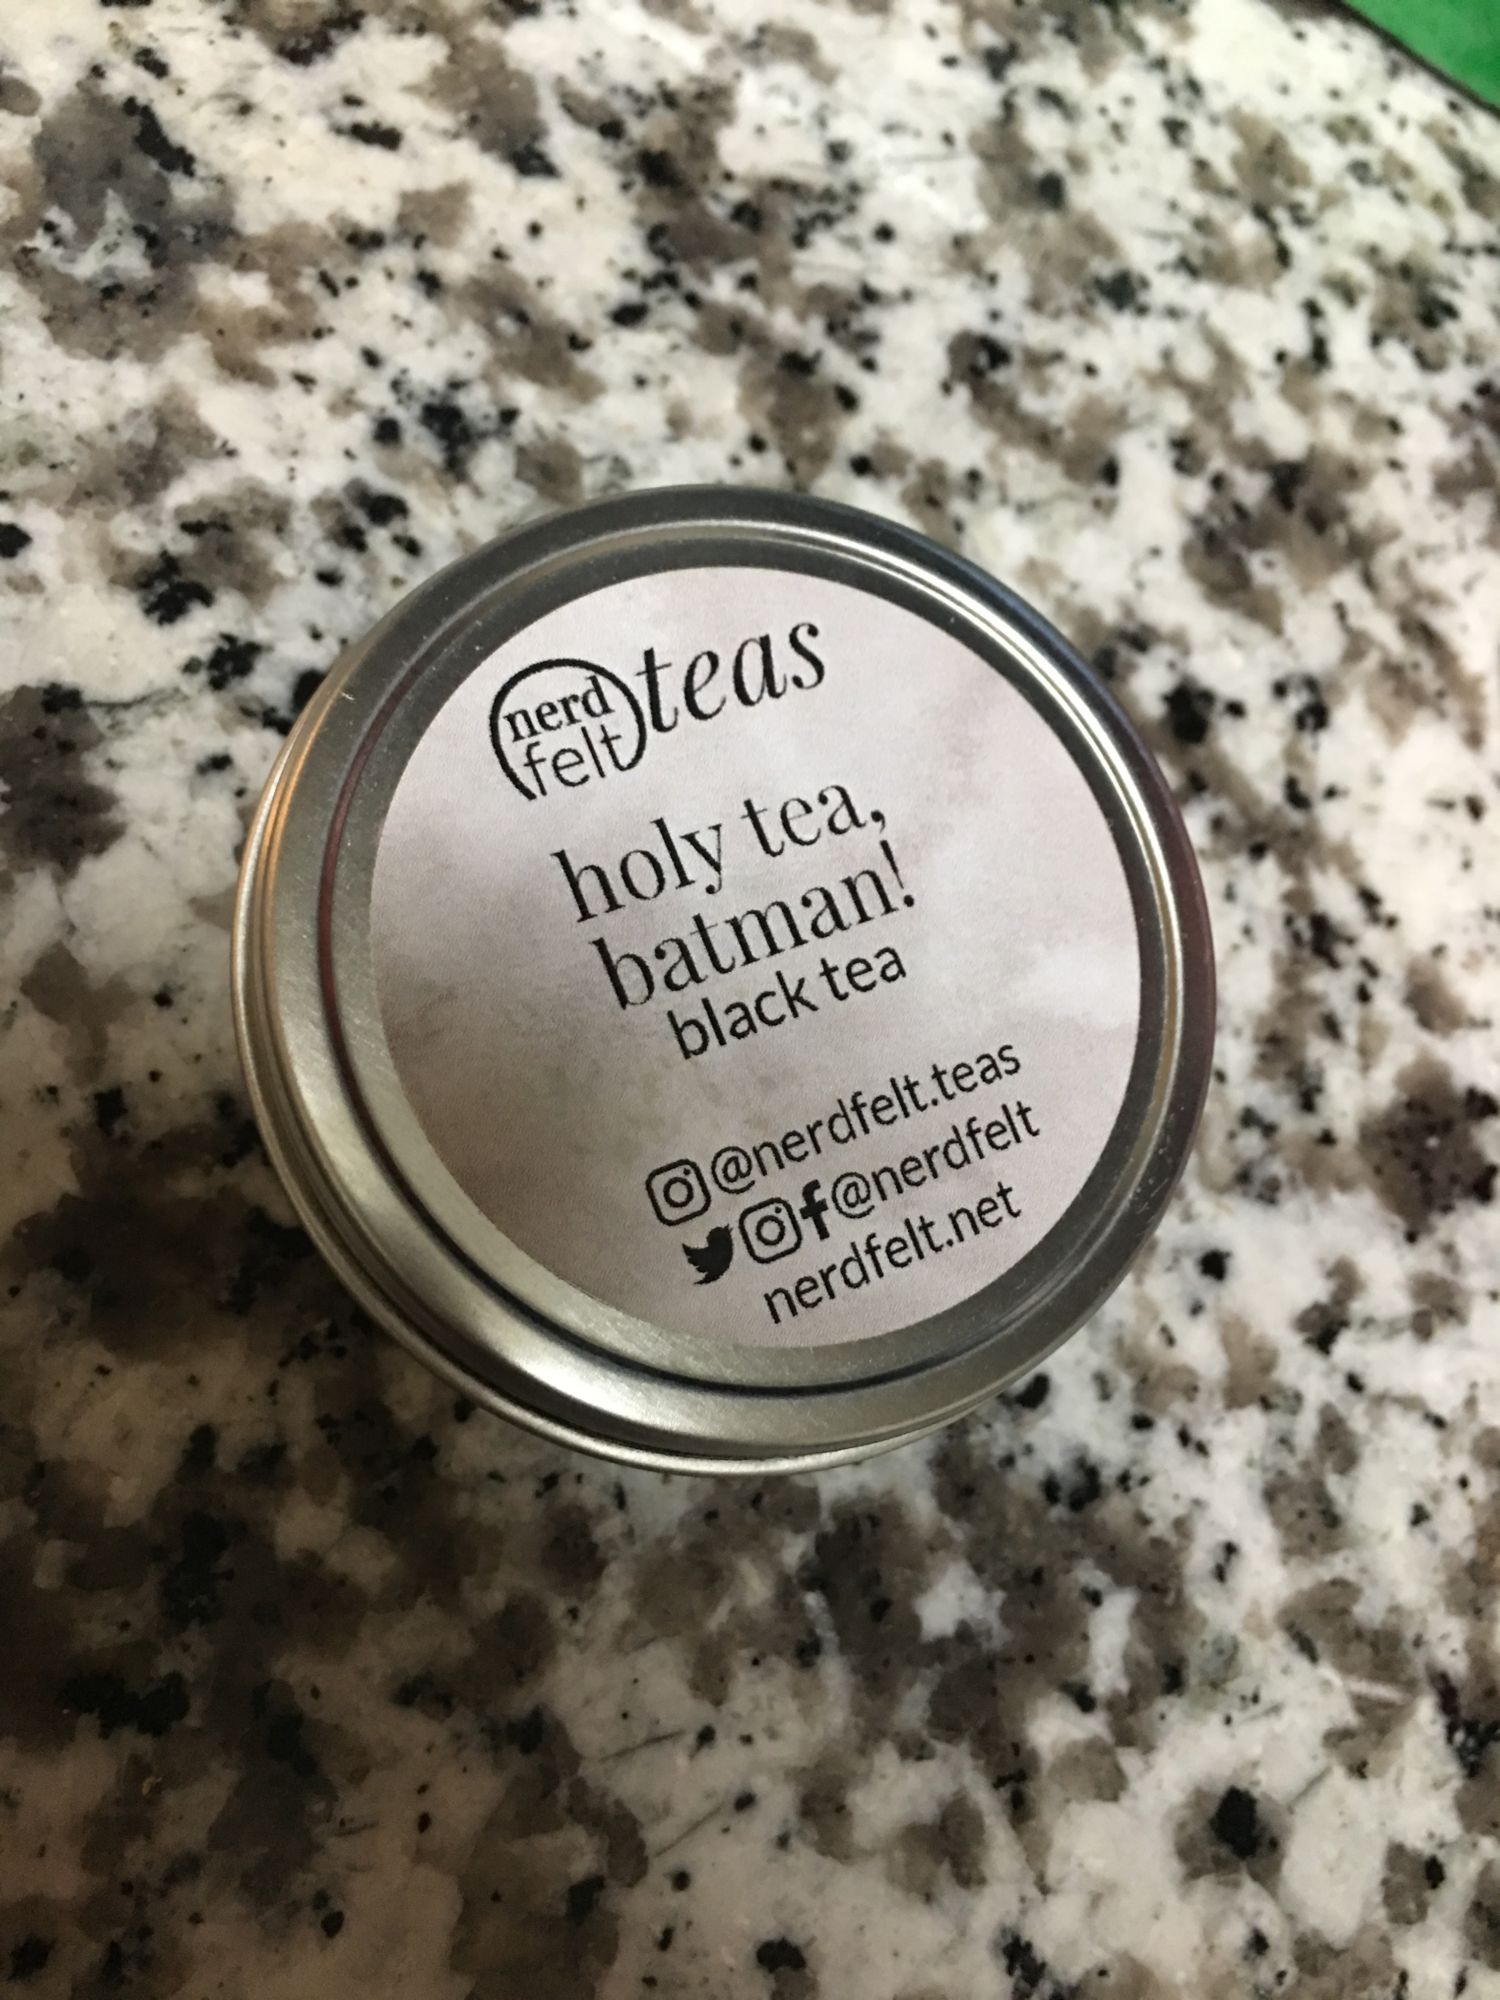 nerd felt teas
holy tea,
batman!
black tea
@nerdfelt.teas
@nerdfelt
nerdfelt.net